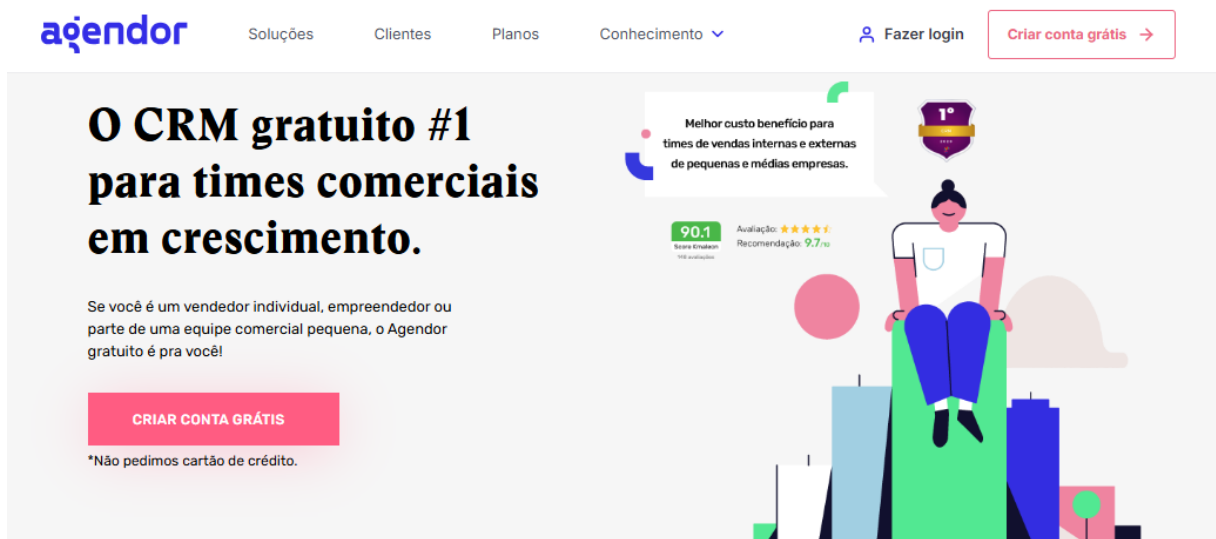 agendor
Soluções
Clientes
Planos
Conhecimento
Fazer login
Criar conta grátis
O CRM gratuito #1
para times comerciais
em crescimento.
Se você é um vendedor individual, empreendedor ou
parte de uma equipe comercial pequena, o Agendor
gratuito é pra você!
CRIAR CONTA GRÁTIS
*Não pedimos cartão de crédito.
Melhor custo benefício para
times de vendas internas e externas
de pequenas e médias empresas.
1º
90.1
Score
avaliações
Avaliação:
Recomendação: 9.7/10